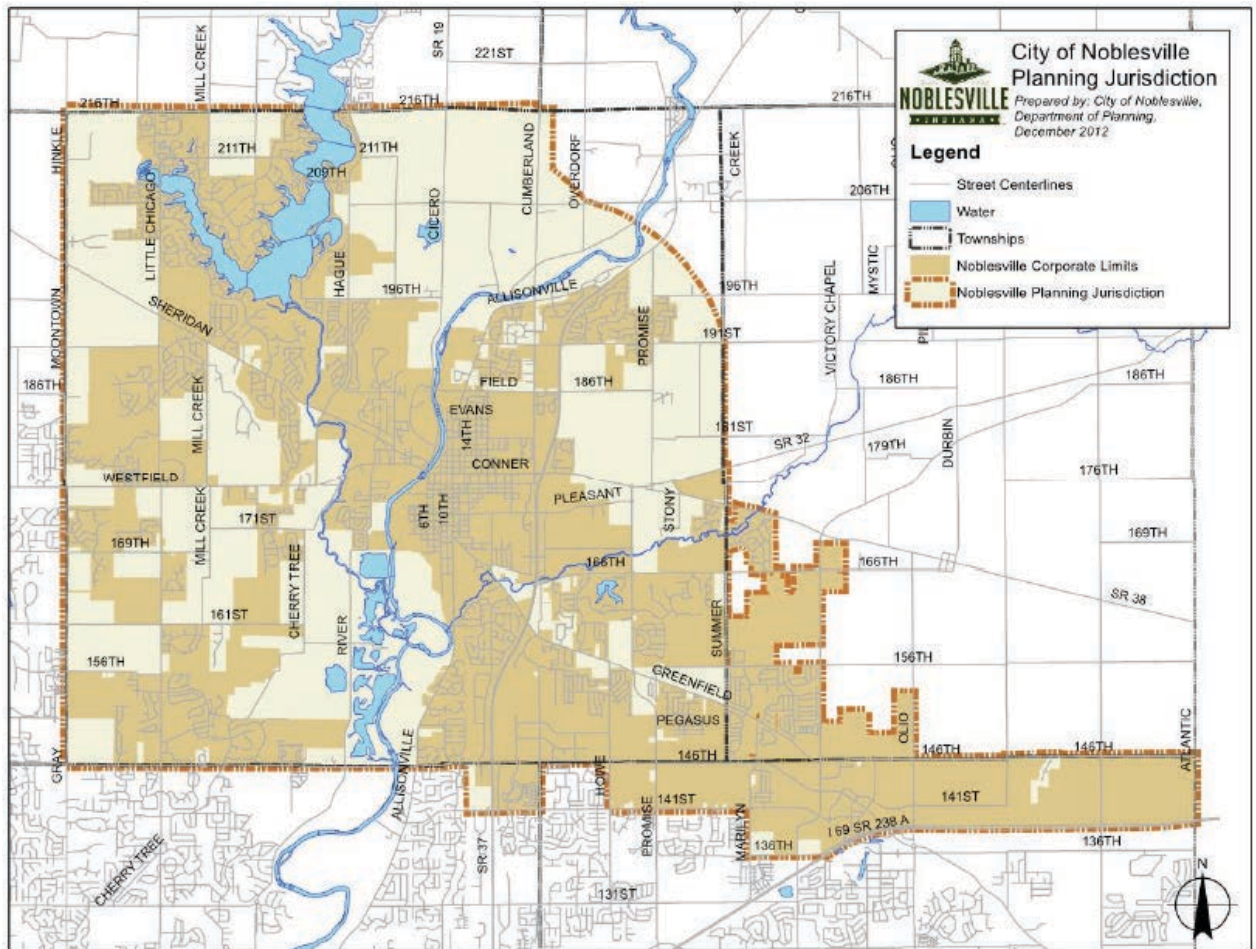 City of Noblesville
Planning Jurisdiction
Prepared by: City of Noblesville,
Department of Planning,
December 2012
NOBLESVILLE
INDIANA
Legend
Street Centerlines
Water
Townships
Noblesville Corporate Limits
Noblesville Planning Jurisdiction
MILL CREEK
SR 19
221ST
216TH
216TH
216TH
HINKLE
211TH
211TH
209TH
CUMBERLAND
OVERDORF
CREEK
206TH
LITTLE CHICAGO
CICERO
HAGUE
196TH
ALLISONVILLE
196TH
MYSTIC
VICTORY CHAPEL
SHERIDAN
MOONTOWN
PROMISE
191ST
186TH
FIELD
186TH
186TH
186TH
MILL CREEK
EVANS
14TH
181ST
SR 32
179TH
DURBIN
CONNER
176TH
WESTFIELD
PLEASANT
STONY
6TH
10TH
171ST
169TH
MILL CREEK
169TH
166TH
166TH
CHERRY TREE
SR 38
161ST
RIVER
SUMMER
156TH
156TH
GREENFIELD
PEGASUS
OLIO
ATLANTIC
146TH
146TH
146TH
GRAY
ALLISONVILLE
HOWE
141ST
141ST
PROMISE
MARILYN
I 69 SR 238 A
136TH
136TH
SR 37
CHERRY TREE
131ST
N